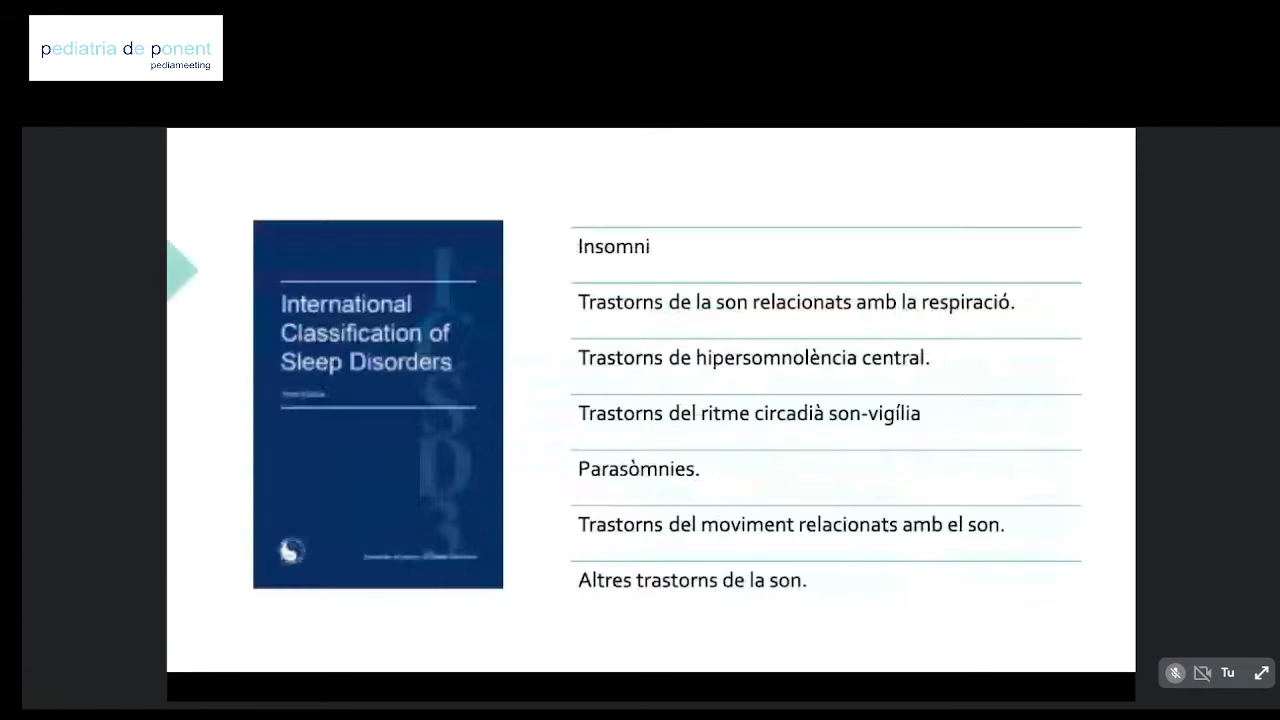 pediatria de ponent
pediameeting
International
Classification of
Sleep Disorders
ICSD3
Insomni
Trastorns de la son relacionats amb la respiració.
Trastorns de hipersomnolència central.
Trastorns del ritme circadià son-vigília
Parasòmnies.
Trastorns del moviment relacionats amb el son.
Altres trastorns de la son.
Tu